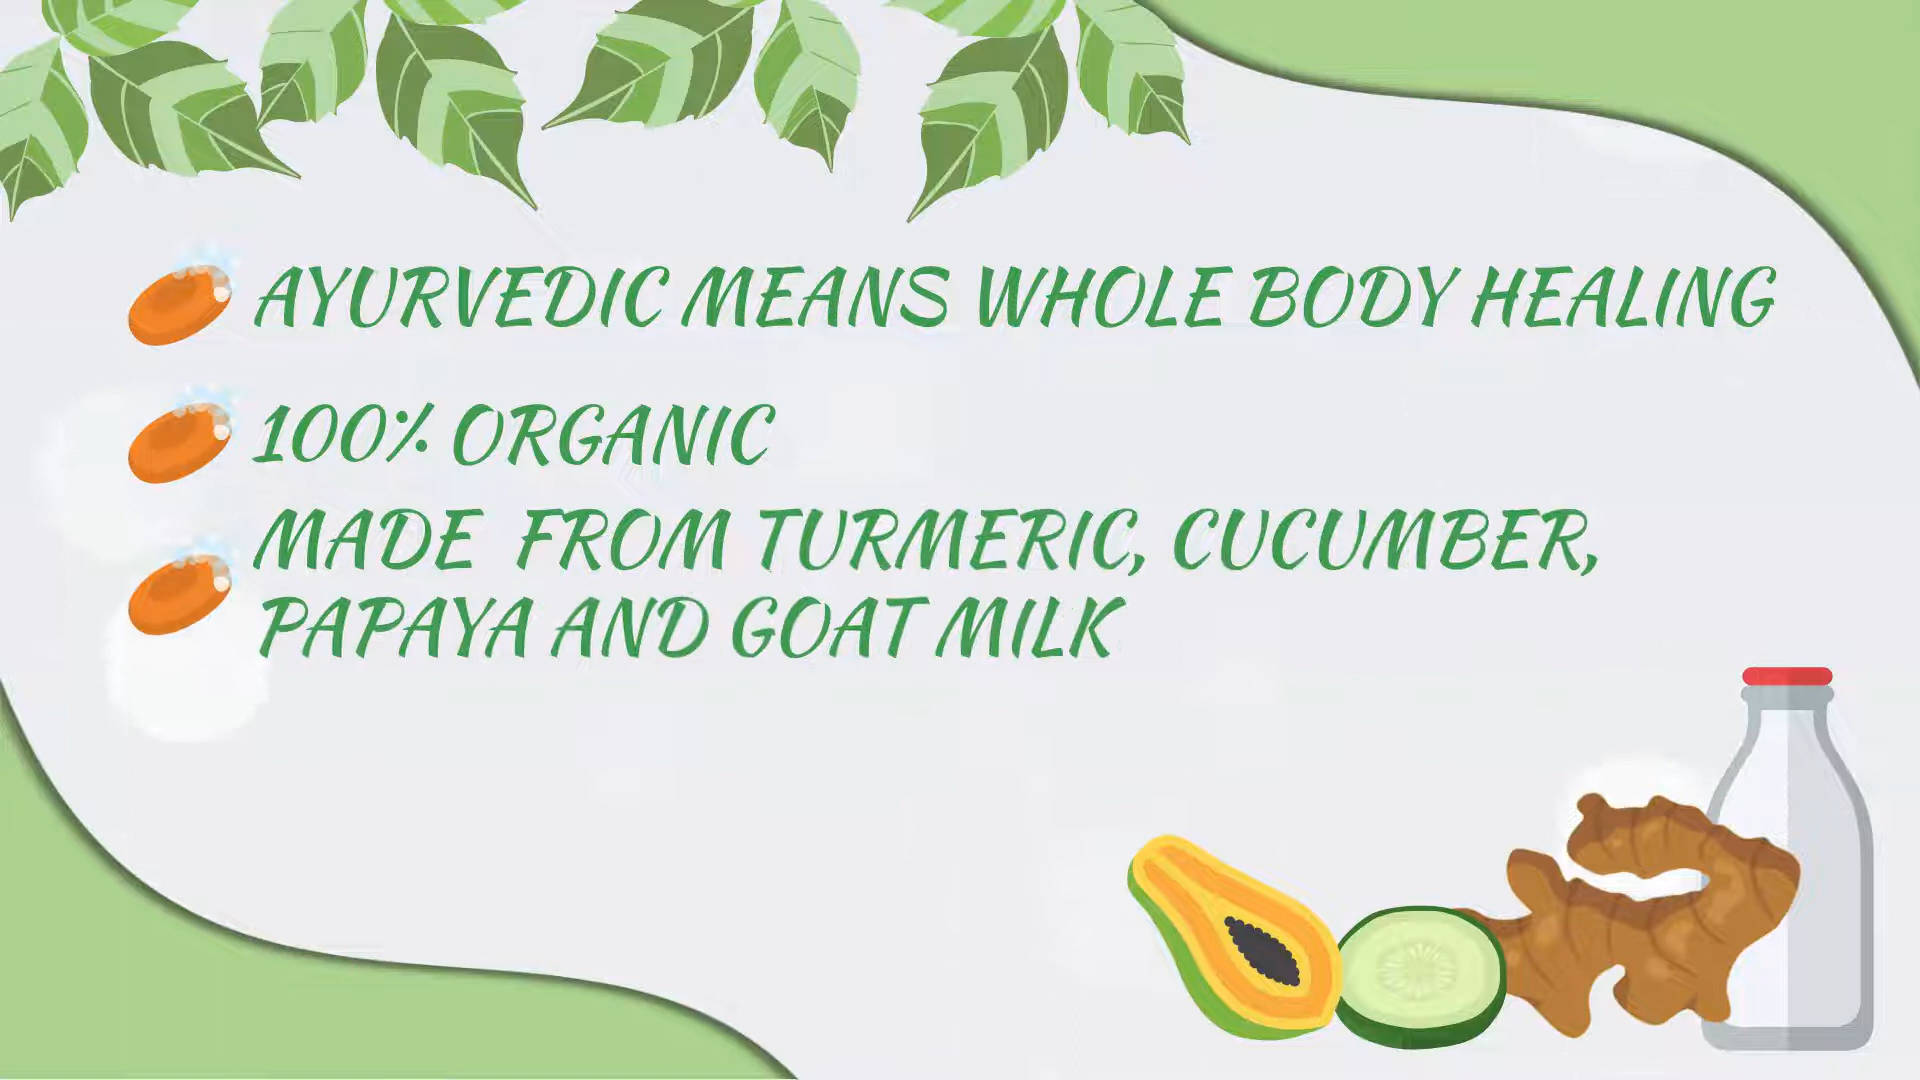 AYURVEDIC MEANS WHOLE BODY HEALING
100% ORGANIC
MADE FROM TURMERIC, CUCUMBER,
PAPAYA AND GOAT MILK